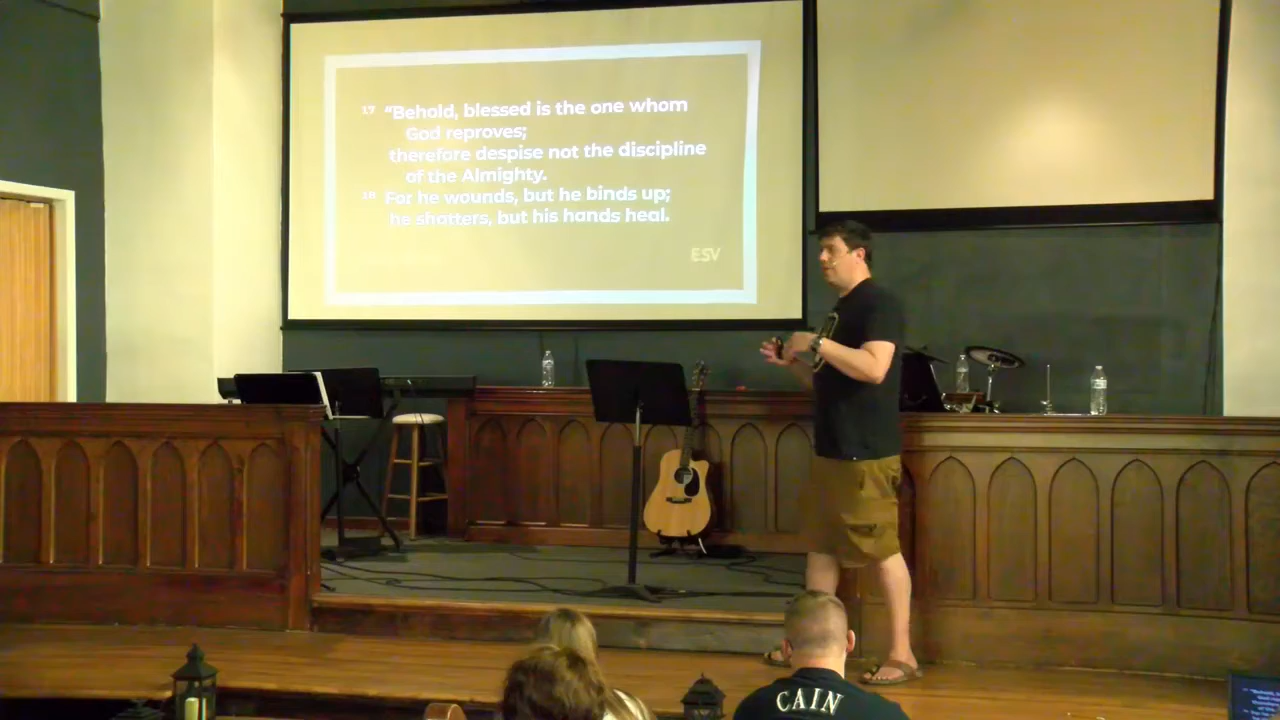 17 “Behold, blessed is the one whom
God reproves;
therefore despise not the discipline
of the Almighty.
18 For he wounds, but he binds up;
he shatters, but his hands heal.
ESV
CAIN